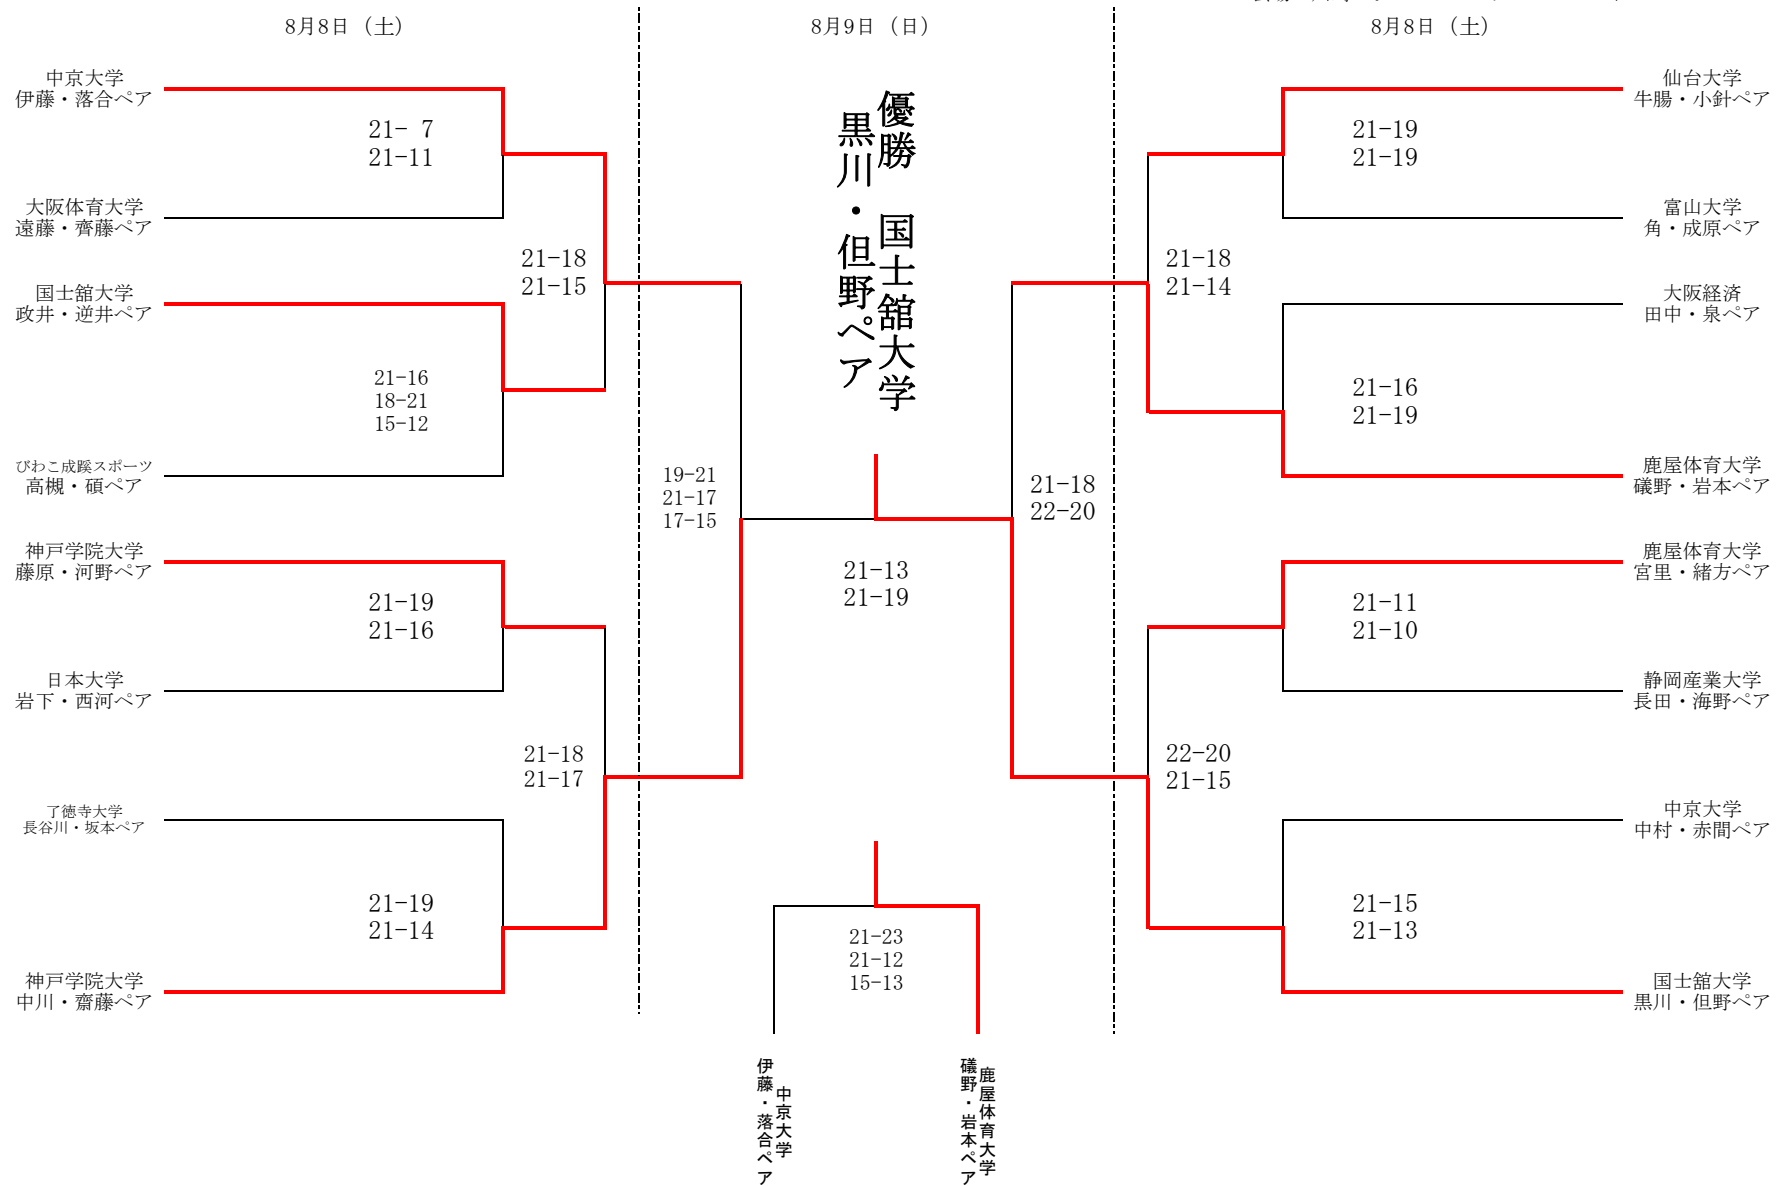 8月8日（土）
8月9日（日）
8月8日（土）
中京大学
伊藤・落合ペア
21- 7
21-11
大阪体育大学
遠藤・齊藤ペア
21-18
21-15
国士舘大学
政井・逆井ペア
21-16
18-21
15-12
びわこ成蹊スポーツ
高槻・碩ペア
神戸学院大学
藤原・河野ペア
21-19
21-16
日本大学
岩下・西河ペア
21-18
21-17
了徳寺大学
長谷川・坂本ペア
21-19
21-14
神戸学院大学
中川・齋藤ペア
19-21
21-17
17-15
優勝　国士舘大学
黒川・但野ペア
21-13
21-19
21-18
22-20
21-23
21-12
15-13
中京大学
伊藤・落合ペア
鹿屋体育大学
礒野・岩本ペア
仙台大学
牛腸・小針ペア
21-19
21-19
富山大学
角・成原ペア
21-18
21-14
大阪経済
田中・泉ペア
21-16
21-19
鹿屋体育大学
礒野・岩本ペア
鹿屋体育大学
宮里・緒方ペア
21-11
21-10
静岡産業大学
長田・海野ペア
22-20
21-15
中京大学
中村・赤間ペア
21-15
21-13
国士舘大学
黒川・但野ペア